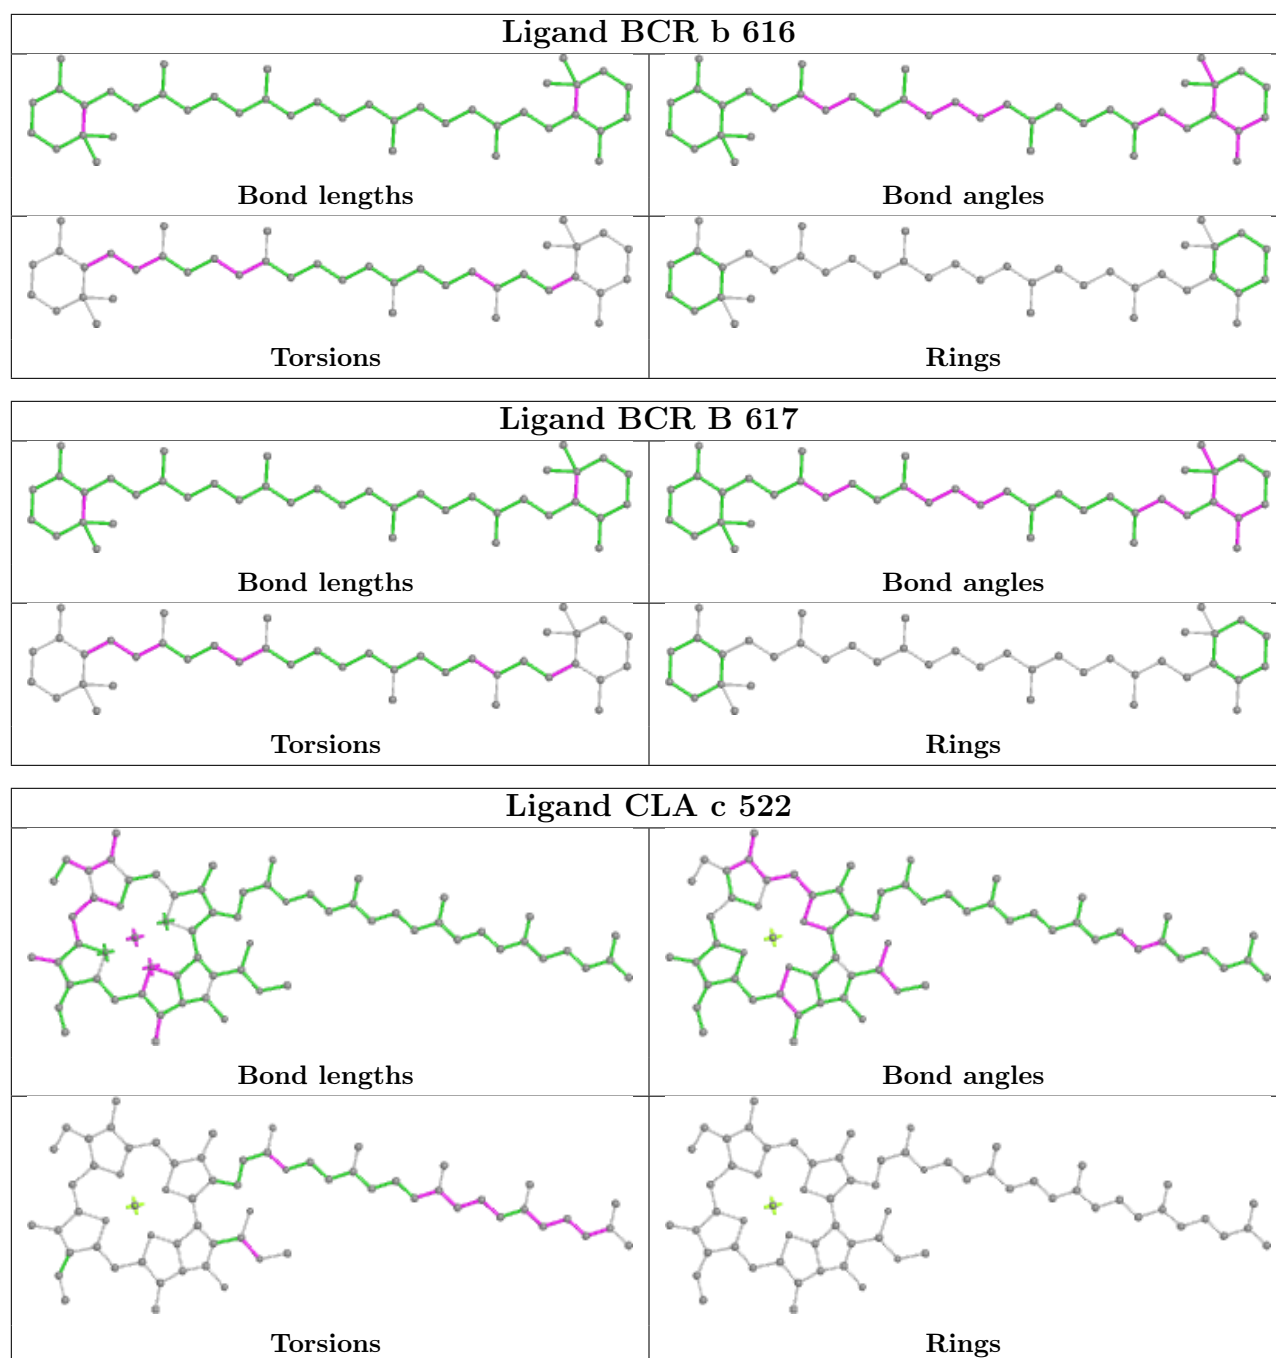 Ligand BCR b 616
Bond lengths
Bond angles
Torsions
Rings
Ligand BCR B 617
Bond lengths
Bond angles
Torsions
Rings
Ligand CLA c 522
Bond lengths
Bond angles
Torsions
Rings